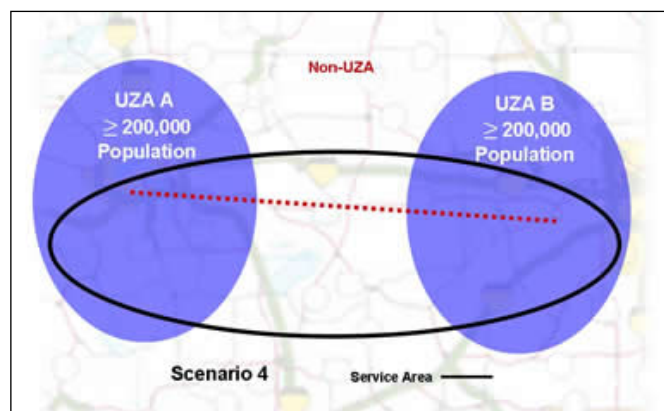 Non-UZA
UZA A
≥ 200,000
Population
UZA B
≥ 200,000
Population
Scenario 4
Service Area